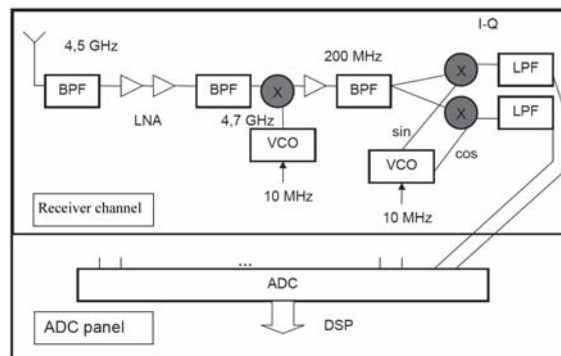 I-Q
4,5 GHz
200 MHz
BPF
LNA
BPF
X
4,7 GHz
VCO
10 MHz
BPF
X
LPF
X
LPF
sin
cos
VCO
10 MHz
Receiver channel
...
ADC
DSP
ADC panel